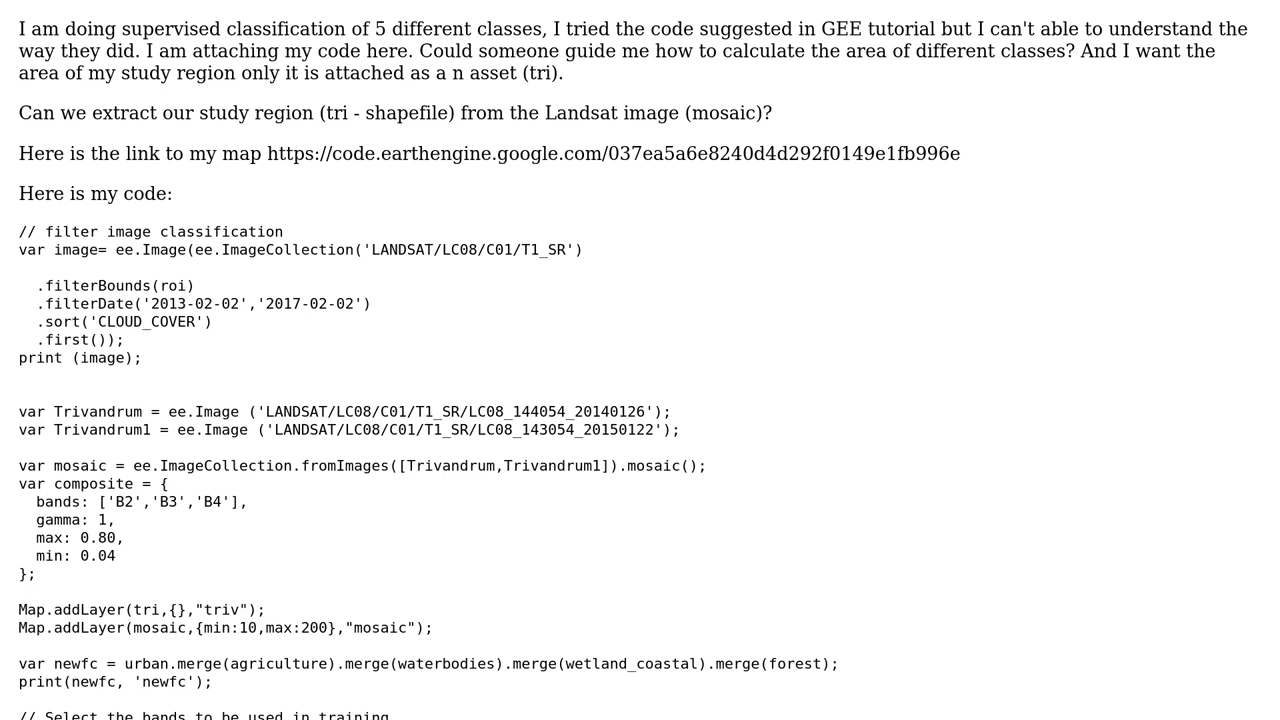 I am doing supervised classification of 5 different classes, I tried the code suggested in GEE tutorial but I can't able to understand the
way they did. I am attaching my code here. Could someone guide me how to calculate the area of different classes? And I want the
area of my study region only it is attached as a n asset (tri).
Can we extract our study region (tri - shapefile) from the Landsat image (mosaic)?
Here is the link to my map https://code.earthengine.google.com/037ea5a6e8240d4d292f0149e1fb996e
Here is my code:
// filter image classification
var image= ee.Image(ee.ImageCollection('LANDSAT/LC08/C01/T1_SR')
  .filterBounds(roi)
  .filterDate('2013-02-02','2017-02-02')
  .sort('CLOUD_COVER')
  .first());
print (image);
var Trivandrum = ee.Image ('LANDSAT/LC08/C01/T1_SR/LC08_144054_20140126');
var Trivandrum1 = ee.Image ('LANDSAT/LC08/C01/T1_SR/LC08_143054_20150122');
var mosaic = ee.ImageCollection.fromImages([Trivandrum,Trivandrum1]).mosaic();
var composite = {
  bands: ['B2','B3','B4'],
  gamma: 1,
  max: 0.80,
  min: 0.04
};
Map.addLayer(tri,{},"triv");
Map.addLayer(mosaic,{min:10,max:200},"mosaic");
var newfc = urban.merge(agriculture).merge(waterbodies).merge(wetland_coastal).merge(forest);
print(newfc, 'newfc');
// Select the bands to be used in training